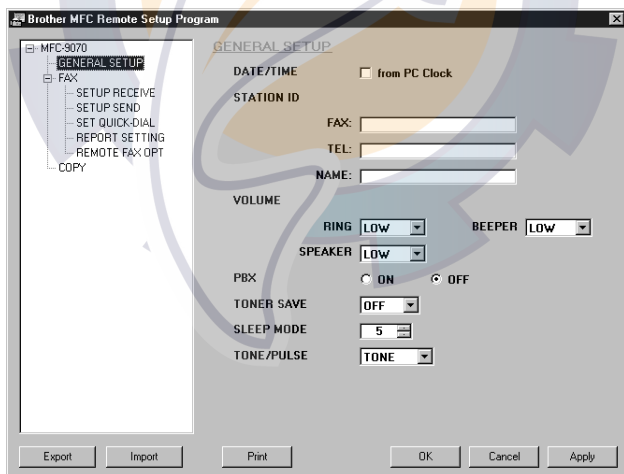 Brother MFC Remote Setup Program
MFC-9070
GENERAL SETUP
FAX
SETUP RECEIVE
SETUP SEND
SET QUICK-DIAL
REPORT SETTING
REMOTE FAX OPT
COPY
GENERAL SETUP
DATE/TIME from PC Clock
STATION ID
FAX:
TEL:
NAME:
VOLUME
RING LOW BEEPER LOW
SPEAKER LOW
PBX ON OFF
TONER SAVE OFF
SLEEP MODE 5
TONE/PULSE TONE
Export Import Print OK Cancel Apply